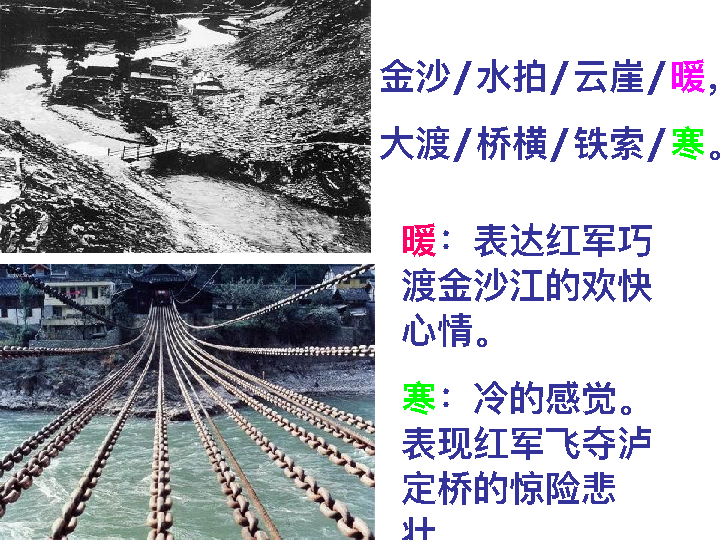 金沙/水拍/云崖/暖，
大渡/桥横/铁索/寒。
暖：表达红军巧
渡金沙江的欢快
心情。
寒：冷的感觉。
表现红军飞夺泸
定桥的惊险悲
壮